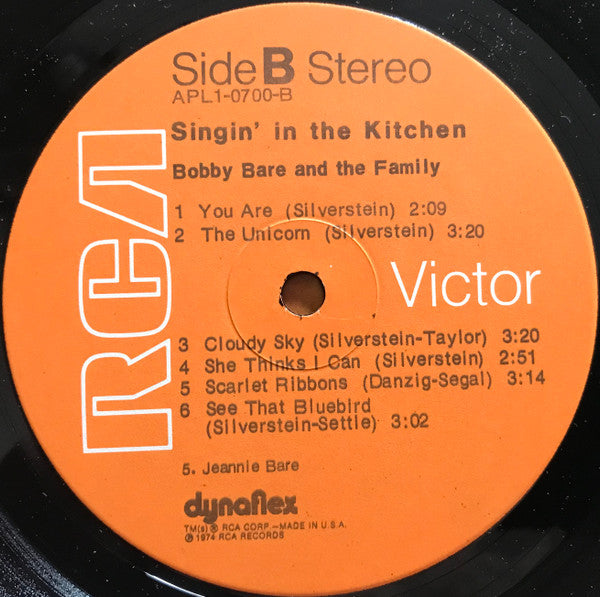 Side B Stereo
APL1-0700-B
Singin' in the Kitchen
Bobby Bare and the Family
1 You Are (Silverstein) 2:09
2 The Unicorn (Silverstein) 3:20
RCA
Victor
3 Cloudy Sky (Silverstein-Taylor) 3:20
4 She Thinks I Can (Silverstein) 2:51
5 Scarlet Ribbons (Danzig-Segal) 3:14
6 See That Bluebird
(Silverstein-Settle) 3:02
5. Jeannie Bare
dynaflex
TM(s) ® RCA CORP.—MADE IN U.S.A.
℗ 1974 RCA RECORDS